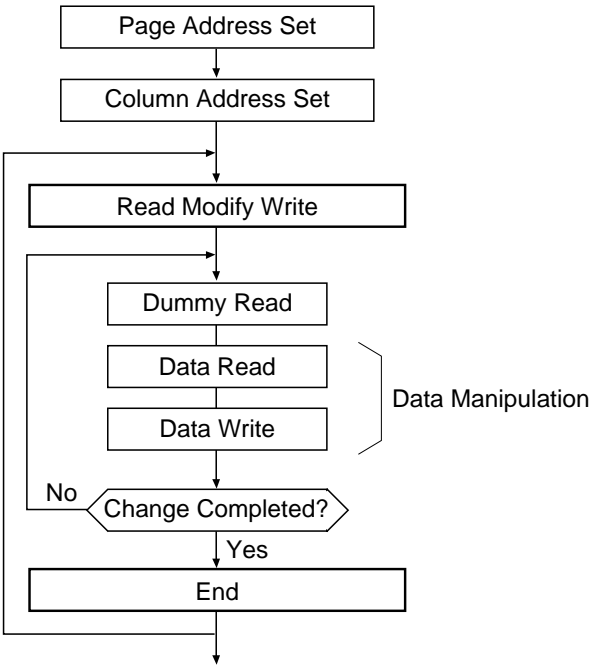 Page Address Set
Column Address Set
Read Modify Write
Dummy Read
Data Read
Data Manipulation
Data Write
No
Change Completed?
Yes
End